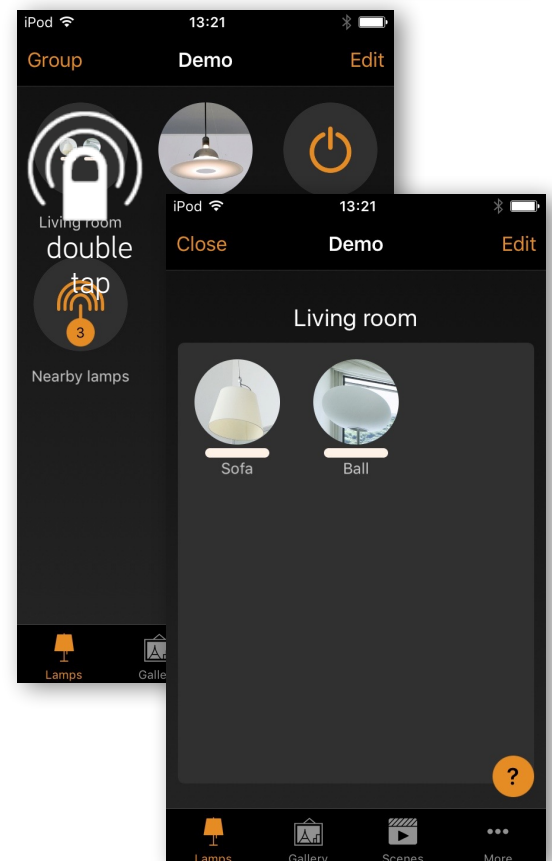 iPod 13:21
Group Demo Edit
Living room
double
tap
3
Nearby lamps
Lamps Galle
iPod 13:21
Close Demo Edit
Living room
Sofa Ball
?
Lamps Gallery Scenes More